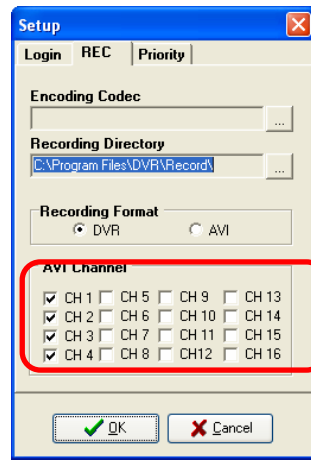 Setup
Login REC Priority
Encoding Codec
...
Recording Directory
C:\Program Files\DVR\Record\
...
Recording Format
DVR AVI
AVI Channel
CH 1 CH 5 CH 9 CH 13
CH 2 CH 6 CH 10 CH 14
CH 3 CH 7 CH 11 CH 15
CH 4 CH 8 CH12 CH 16
OK Cancel